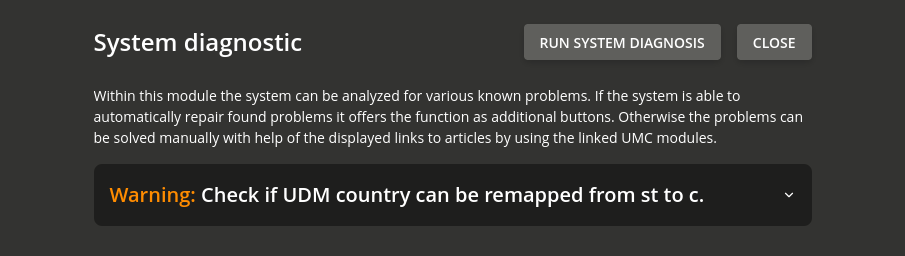 System diagnostic
RUN SYSTEM DIAGNOSIS
CLOSE
Within this module the system can be analyzed for various known problems. If the system is able to
automatically repair found problems it offers the function as additional buttons. Otherwise the problems can
be solved manually with help of the displayed links to articles by using the linked UMC modules.
Warning: Check if UDM country can be remapped from st to c.